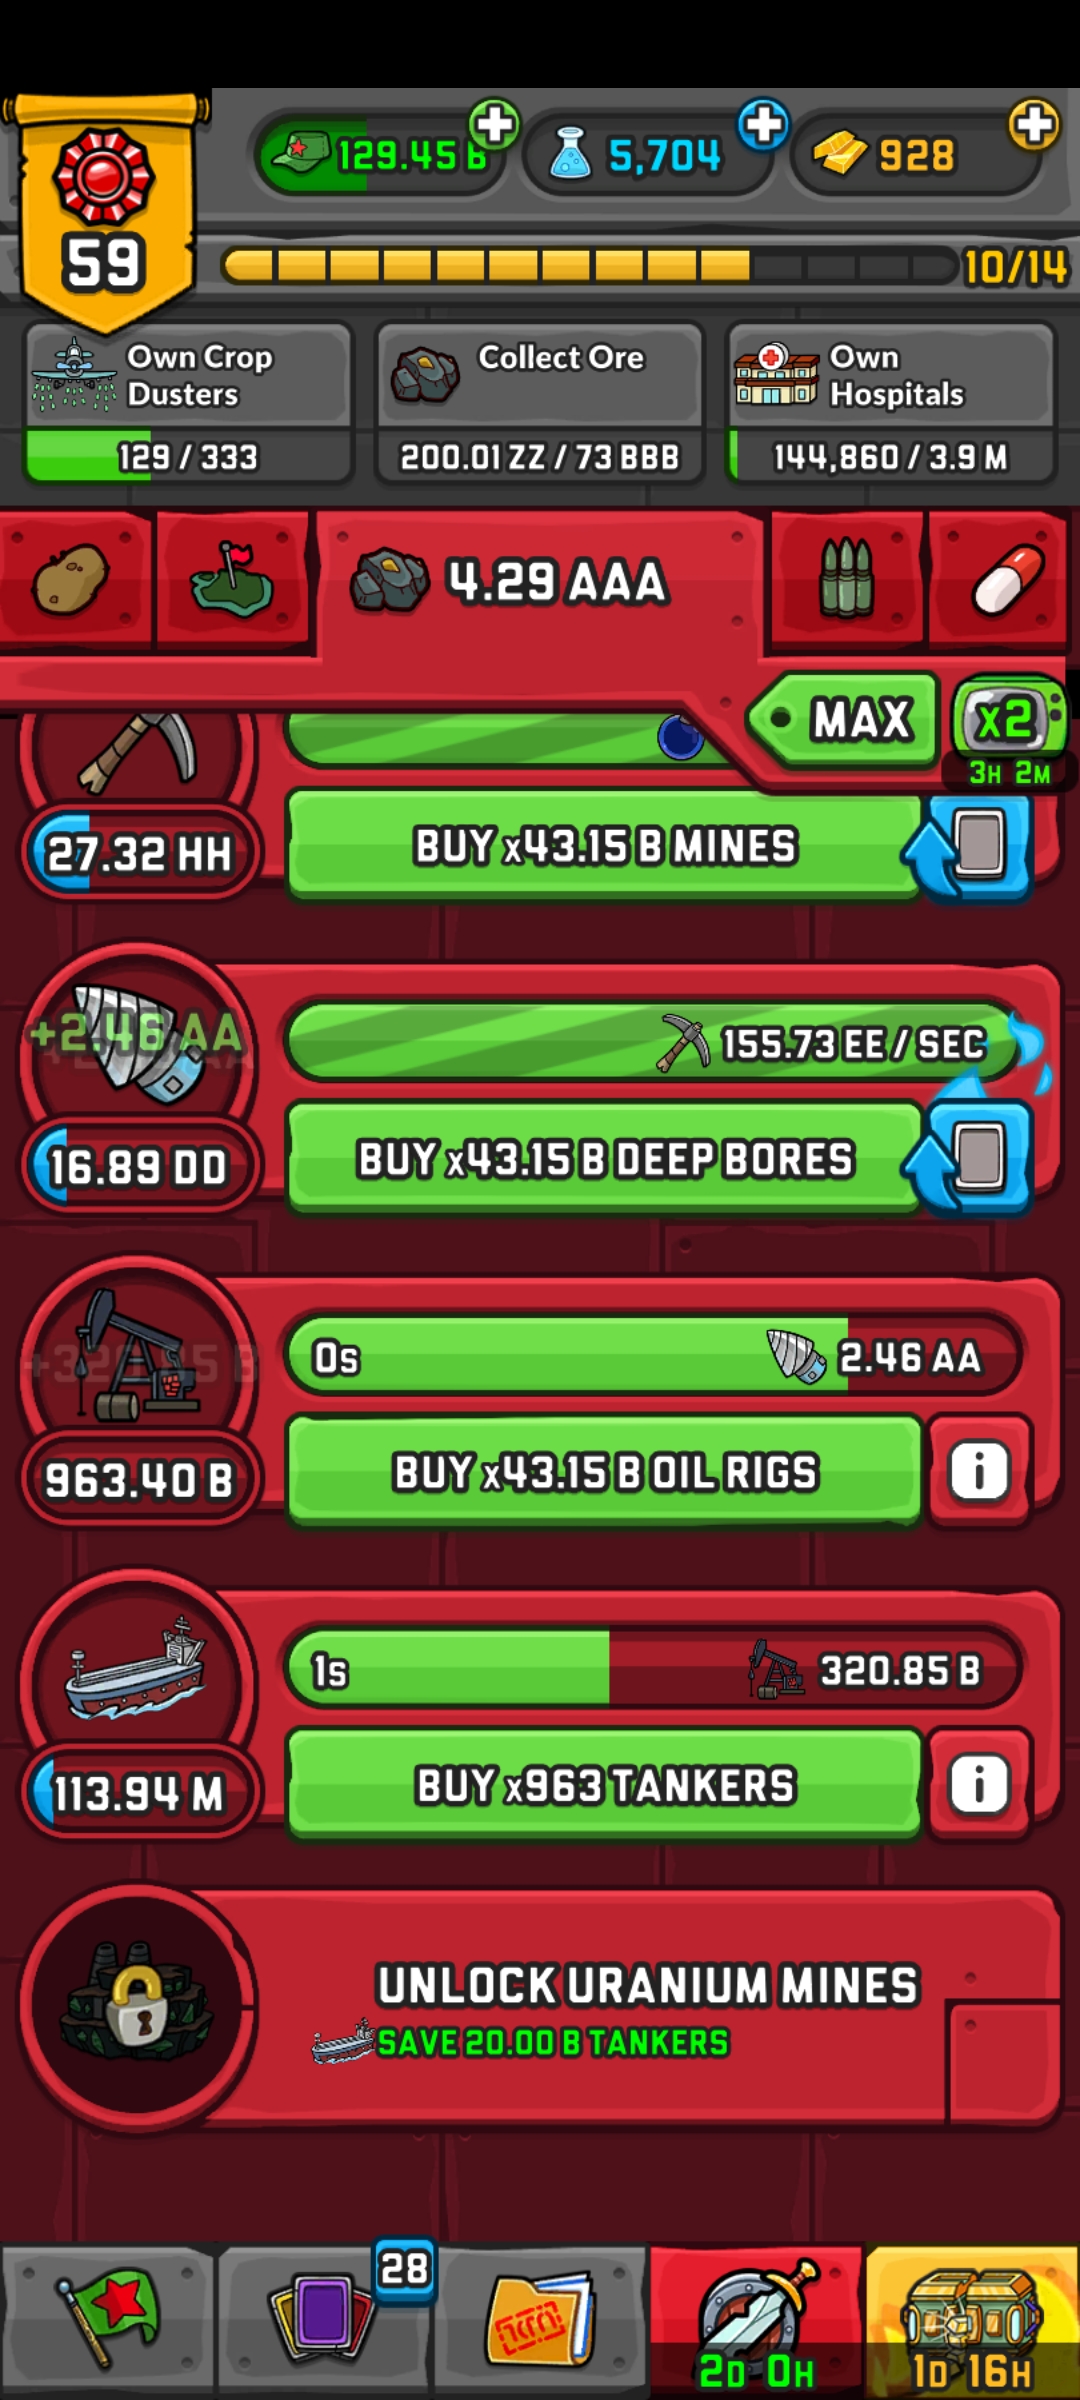 129.45 B
5,704
928
59
10/14
Own Crop
Dusters
129 / 333
Collect Ore
200.01 ZZ / 73 BBB
Own
Hospitals
144,860 / 3.9 M
4.29 AAA
MAX
x2
3H 2M
27.32 HH
BUY x43.15 B MINES
+2.46 AA
155.73 EE / SEC
16.89 DD
BUY x43.15 B DEEP BORES
+320.85 B
0s
2.46 AA
963.40 B
BUY x43.15 B OIL RIGS
i
1s
320.85 B
113.94 M
BUY x963 TANKERS
i
UNLOCK URANIUM MINES
SAVE 20.00 B TANKERS
28
2D 0H
1D 16H